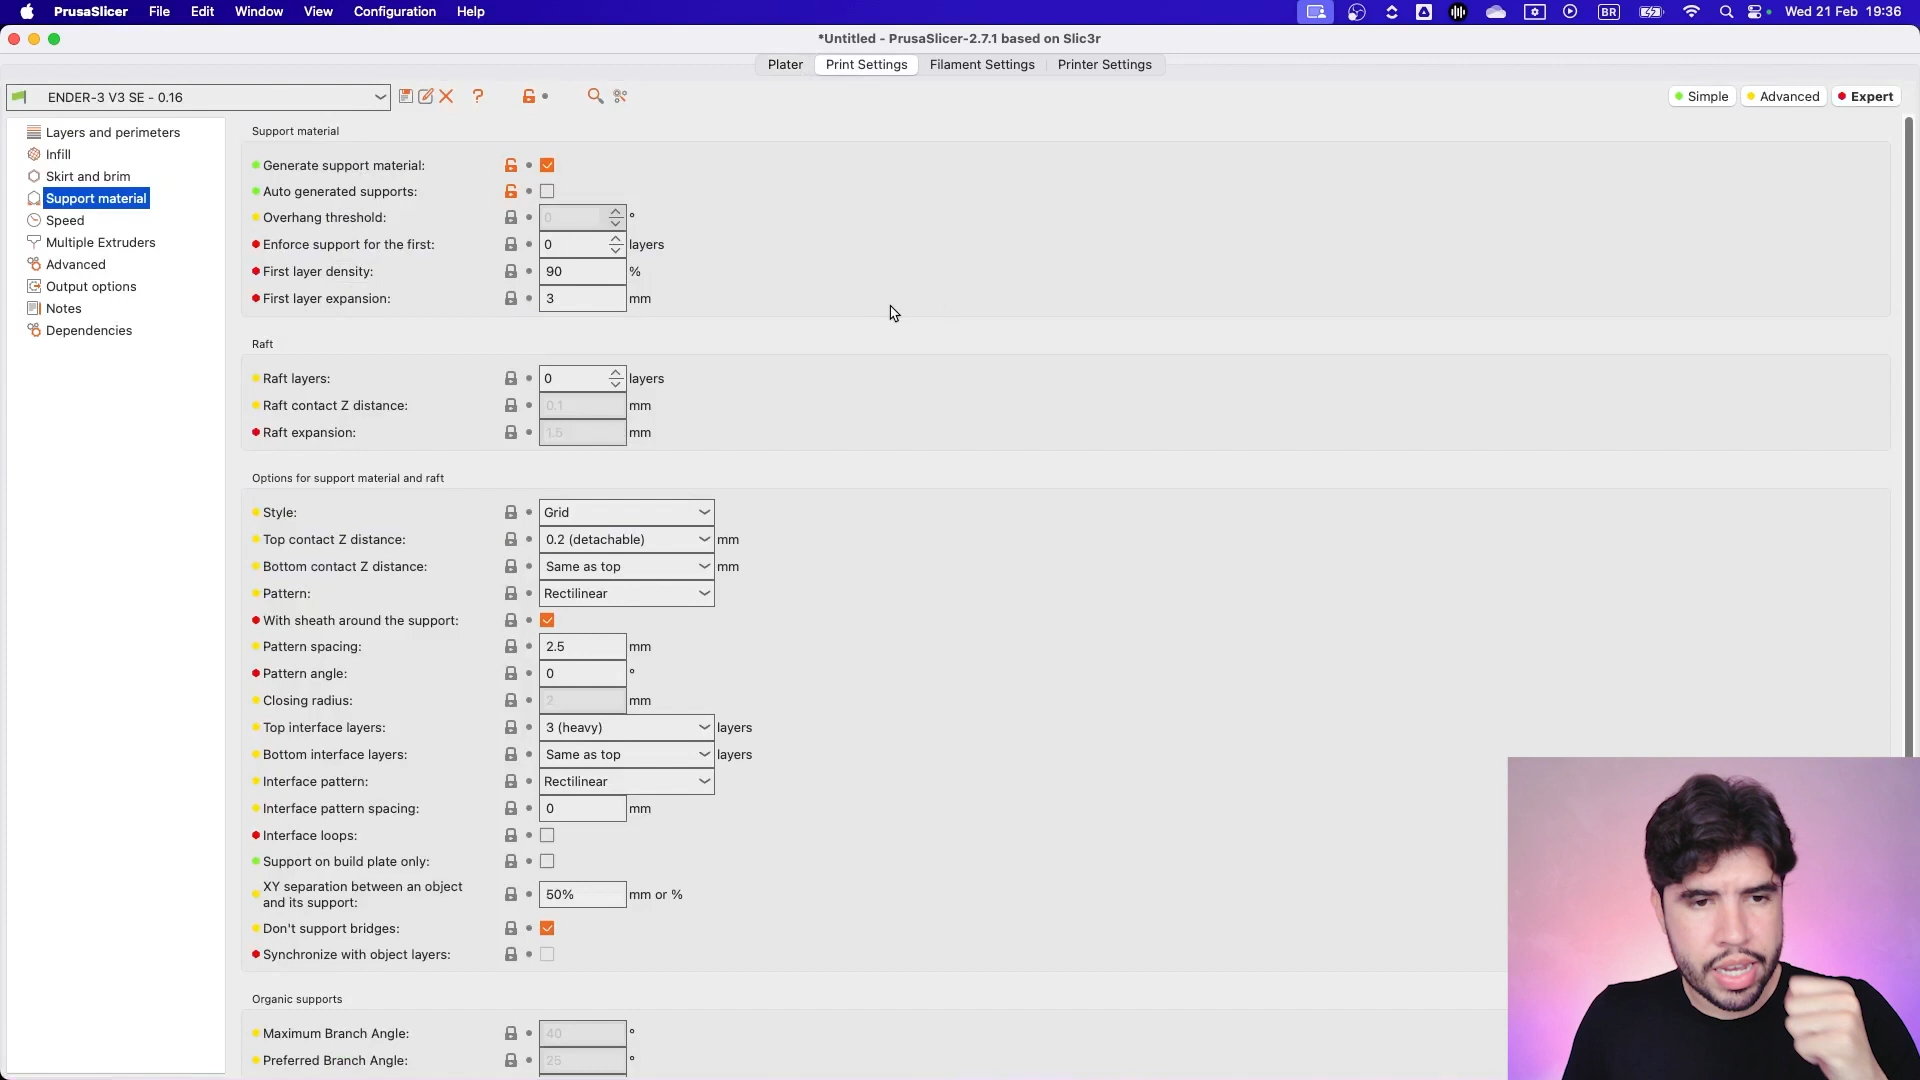 PrusaSlicer File Edit Window View Configuration Help BR Wed 21 Feb 19:36
*Untitled - PrusaSlicer-2.7.1 based on Slic3r
Plater Print Settings Filament Settings Printer Settings
ENDER-3 V3 SE - 0.16 ? Simple Advanced Expert
Layers and perimeters
Infill
Skirt and brim
Support material
Speed
Multiple Extruders
Advanced
Output options
Notes
Dependencies
Support material
Generate support material:
Auto generated supports:
Overhang threshold: 0 °
Enforce support for the first: 0 layers
First layer density: 90 %
First layer expansion: 3 mm
Raft
Raft layers: 0 layers
Raft contact Z distance: 0.1 mm
Raft expansion: 1.5 mm
Options for support material and raft
Style: Grid
Top contact Z distance: 0.2 (detachable) mm
Bottom contact Z distance: Same as top mm
Pattern: Rectilinear
With sheath around the support:
Pattern spacing: 2.5 mm
Pattern angle: 0 °
Closing radius: 2 mm
Top interface layers: 3 (heavy) layers
Bottom interface layers: Same as top layers
Interface pattern: Rectilinear
Interface pattern spacing: 0 mm
Interface loops:
Support on build plate only:
XY separation between an object
and its support: 50% mm or %
Don't support bridges:
Synchronize with object layers:
Organic supports
Maximum Branch Angle: 40 °
Preferred Branch Angle: 25 °